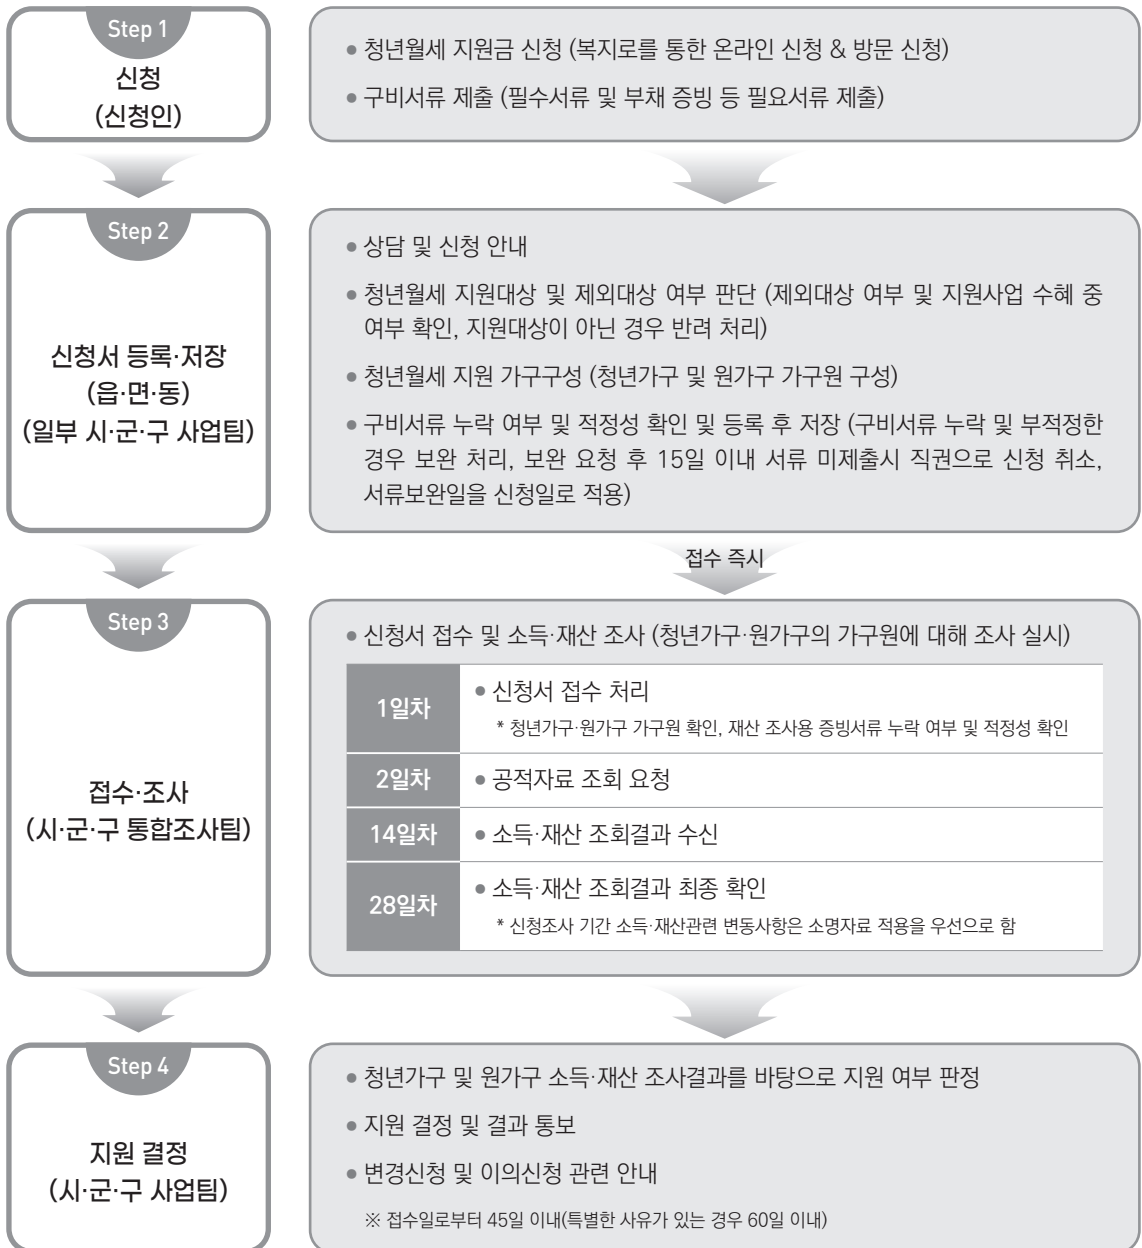 Step 1
신청
(신청인)
● 청년월세 지원금 신청 (복지로를 통한 온라인 신청 & 방문 신청)
● 구비서류 제출 (필수서류 및 부채 증빙 등 필요서류 제출)
Step 2
신청서 등록·저장
(읍·면·동)
(일부 시·군·구 사업팀)
● 상담 및 신청 안내
● 청년월세 지원대상 및 제외대상 여부 판단 (제외대상 여부 및 지원사업 수혜 중
여부 확인, 지원대상이 아닌 경우 반려 처리)
● 청년월세 지원 가구구성 (청년가구 및 원가구 가구원 구성)
● 구비서류 누락 여부 및 적정성 확인 및 등록 후 저장 (구비서류 누락 및 부적정한
경우 보완 처리, 보완 요청 후 15일 이내 서류 미제출시 직권으로 신청 취소,
서류보완일을 신청일로 적용)
접수 즉시
Step 3
접수·조사
(시·군·구 통합조사팀)
● 신청서 접수 및 소득·재산 조사 (청년가구·원가구의 가구원에 대해 조사 실시)
1일차
● 신청서 접수 처리
* 청년가구·원가구 가구원 확인, 재산 조사용 증빙서류 누락 여부 및 적정성 확인
2일차
● 공적자료 조회 요청
14일차
● 소득·재산 조회결과 수신
28일차
● 소득·재산 조회결과 최종 확인
* 신청조사 기간 소득·재산관련 변동사항은 소명자료 적용을 우선으로 함
Step 4
지원 결정
(시·군·구 사업팀)
● 청년가구 및 원가구 소득·재산 조사결과를 바탕으로 지원 여부 판정
● 지원 결정 및 결과 통보
● 변경신청 및 이의신청 관련 안내
※ 접수일로부터 45일 이내(특별한 사유가 있는 경우 60일 이내)